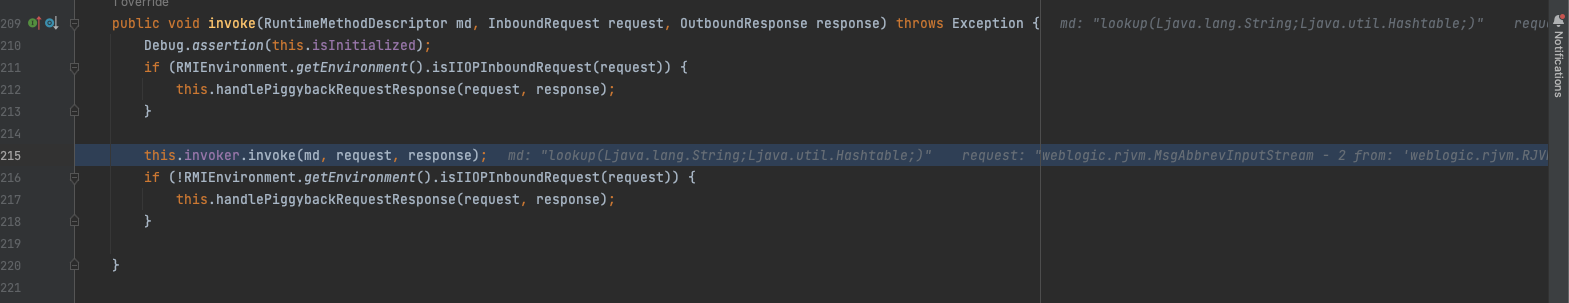 1 override
209 public void invoke(RuntimeMethodDescriptor md, InboundRequest request, OutboundResponse response) throws Exception { md: "lookup(Ljava.lang.String;Ljava.util.Hashtable;)" reque
210 Debug.assertion(this.isInitialized);
211 if (RMIEnvironment.getEnvironment().isIIOPInboundRequest(request)) {
212 this.handlePiggybackRequestResponse(request, response);
213 }
214
215 this.invoker.invoke(md, request, response); md: "lookup(Ljava.lang.String;Ljava.util.Hashtable;)" request: "weblogic.rjvm.MsgAbbrevInputStream - 2 from: 'weblogic.rjvm.RJV
216 if (!RMIEnvironment.getEnvironment().isIIOPInboundRequest(request)) {
217 this.handlePiggybackRequestResponse(request, response);
218 }
219
220 }
221
Notifications